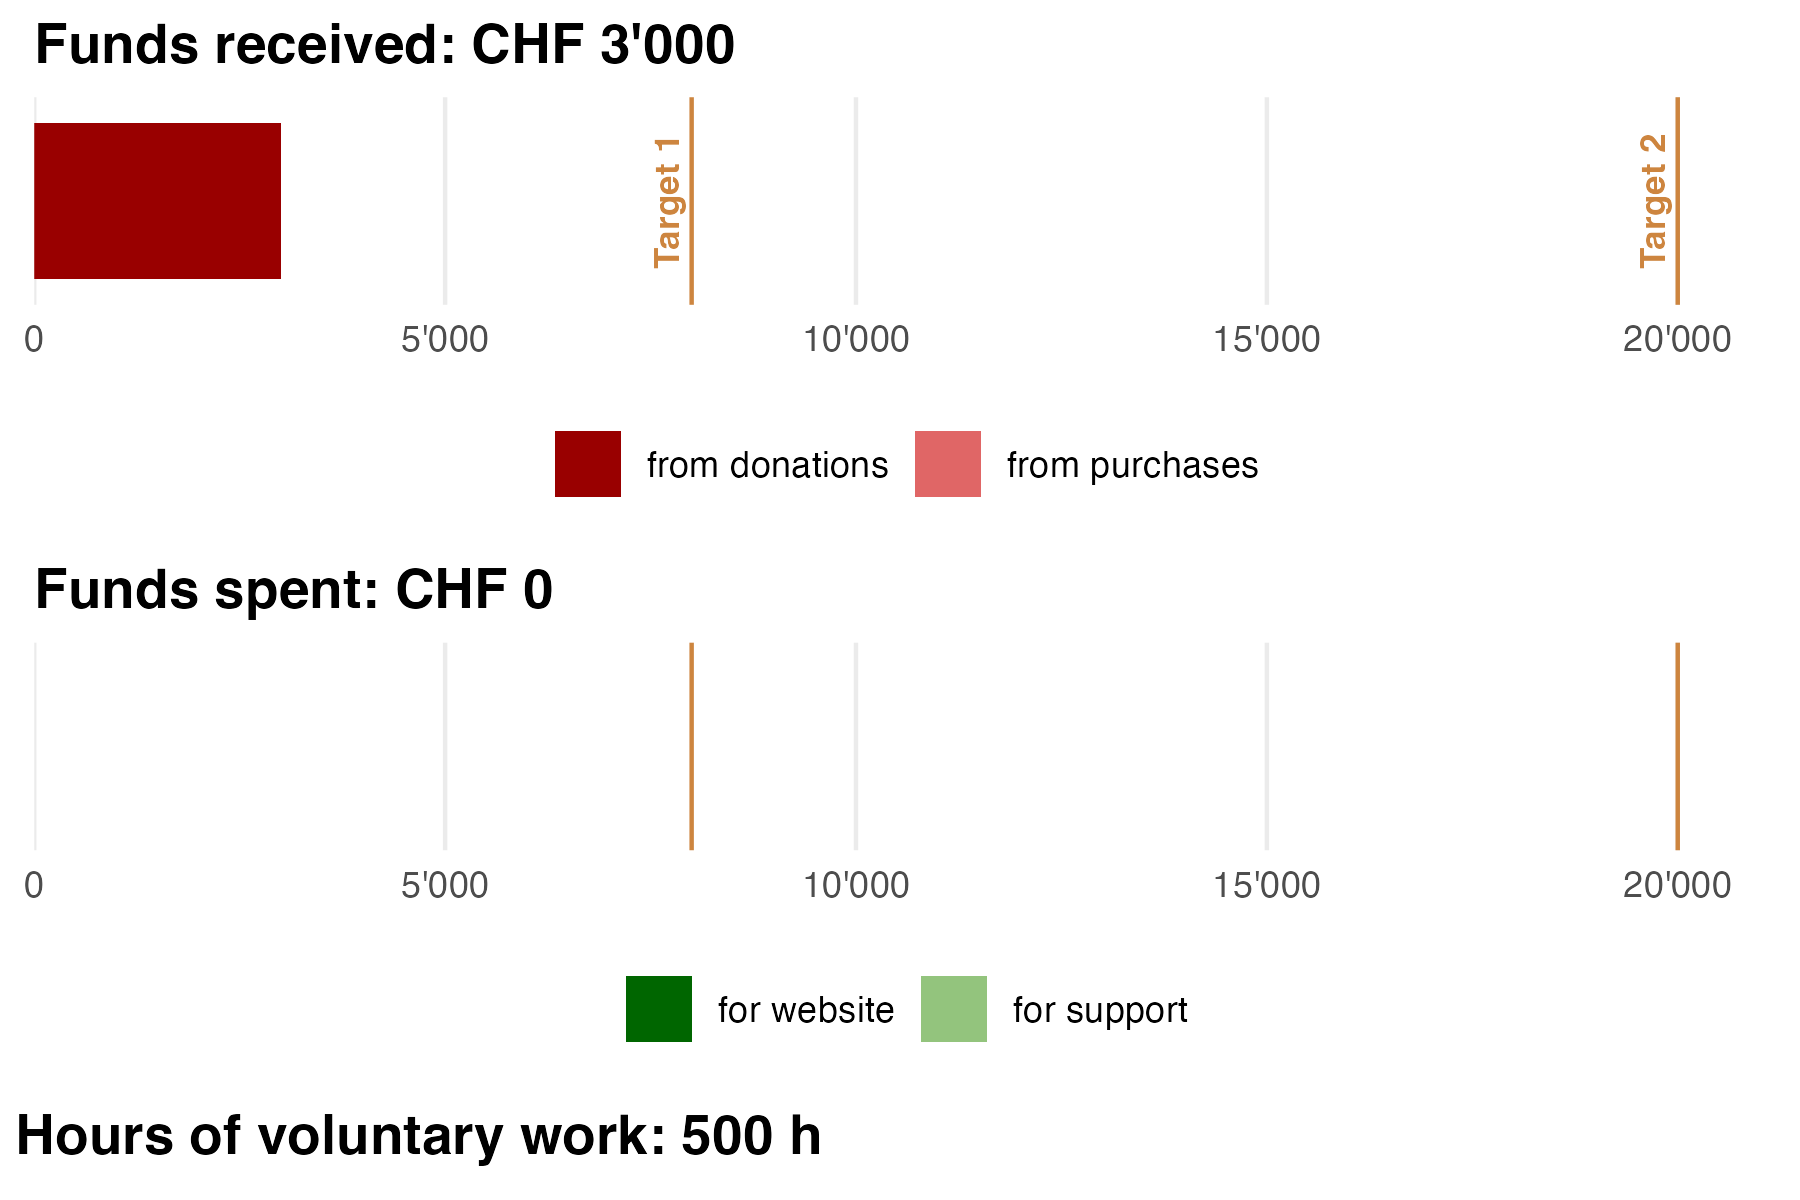 Funds received: CHF 3'000
Target 1
Target 2
0 5'000 10'000 15'000 20'000
from donations from purchases
Funds spent: CHF 0
0 5'000 10'000 15'000 20'000
for website for support
Hours of voluntary work: 500 h